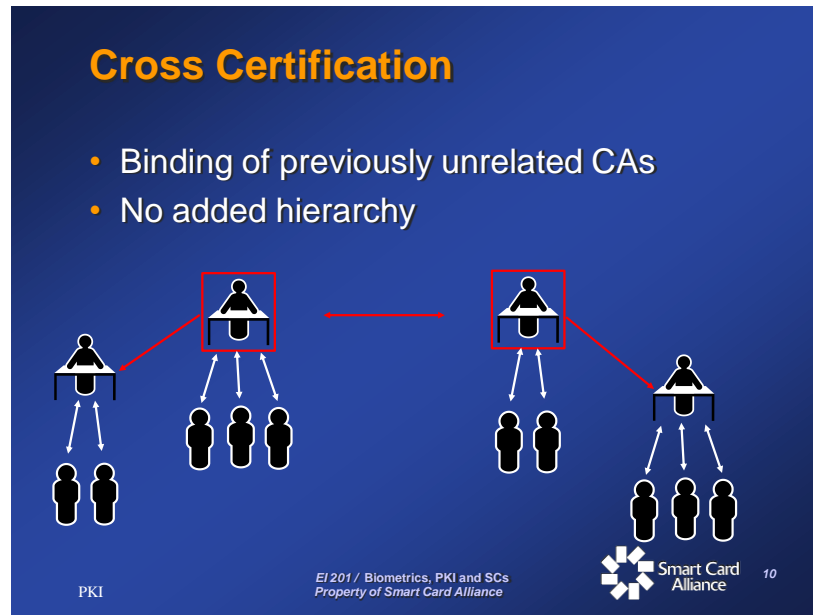 Cross Certification
• Binding of previously unrelated CAs
• No added hierarchy
PKI
EI 201 / Biometrics, PKI and SCs
Property of Smart Card Alliance
Smart Card
Alliance
10